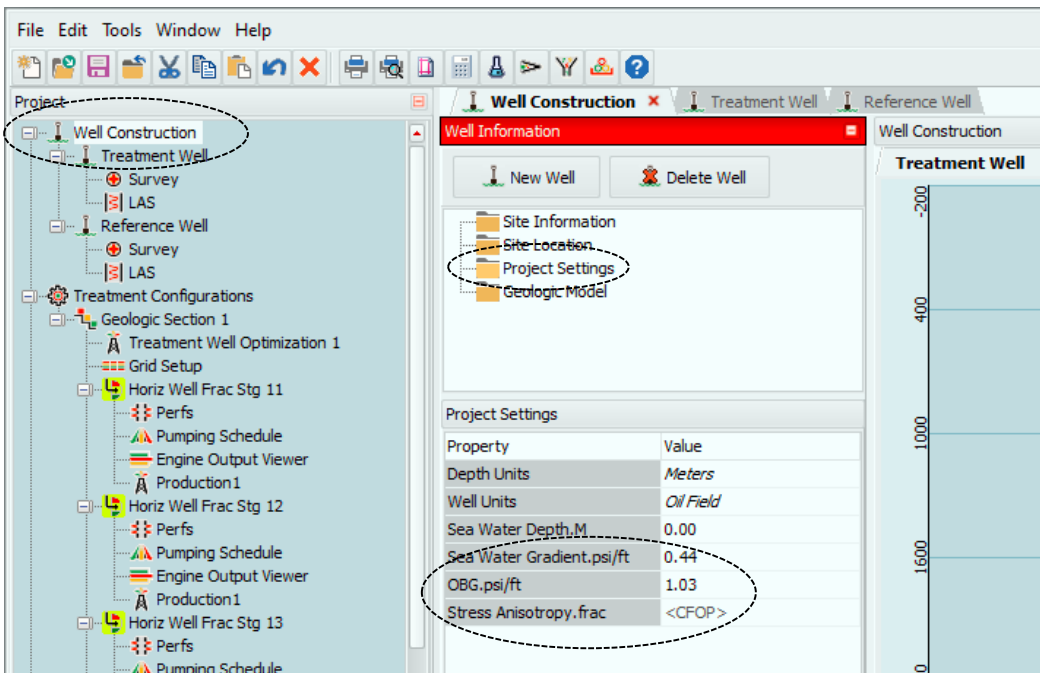 File Edit Tools Window Help
Project
Well Construction
Treatment Well
Survey
LAS
Reference Well
Survey
LAS
Treatment Configurations
Geologic Section 1
Treatment Well Optimization 1
Grid Setup
Horiz Well Frac Stg 11
Perfs
Pumping Schedule
Engine Output Viewer
Production1
Horiz Well Frac Stg 12
Perfs
Pumping Schedule
Engine Output Viewer
Production1
Horiz Well Frac Stg 13
Perfs
Pumping Schedule
Well Construction Treatment Well Reference Well
Well Information
New Well Delete Well
Site Information
Site Location
Project Settings
Geologic Model
Project Settings
Property Value
Depth Units Meters
Well Units Oil Field
Sea Water Depth.M 0.00
Sea Water Gradient.psi/ft 0.44
OBG.psi/ft 1.03
Stress Anisotropy.frac <CFOP>
Well Construction
Treatment Well
-200
400
1000
1600